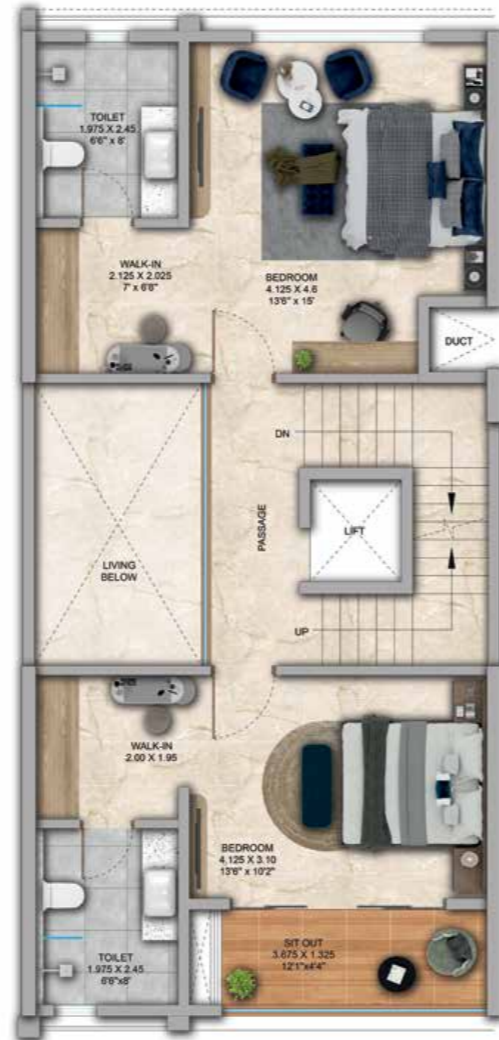 TOILET
1.975 X 2.45
6'6" x 8'
WALK-IN
2.125 X 2.025
7' x 6'8"
BEDROOM
4.125 X 4.6
13'6" x 15'
DUCT
DN
PASSAGE
LIFT
LIVING
BELOW
UP
WALK-IN
2.00 X 1.95
BEDROOM
4.125 X 3.10
13'6" x 10'2"
TOILET
1.975 X 2.45
6'6"x8'
SIT OUT
3.675 X 1.325
12'1"x4'4"